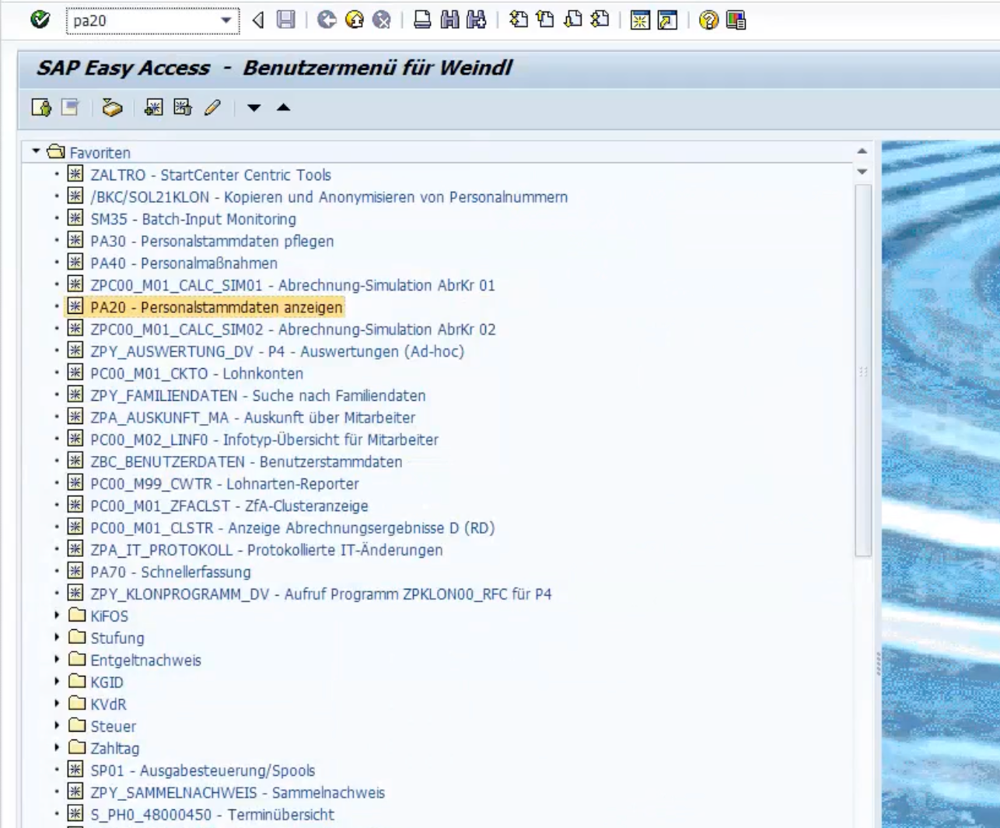 pa20
SAP Easy Access - Benutzermenü für Weindl
Favoriten
ZALTRO - StartCenter Centric Tools
/BKC/SOL21KLON - Kopieren und Anonymisieren von Personalnummern
SM35 - Batch-Input Monitoring
PA30 - Personalstammdaten pflegen
PA40 - Personalmaßnahmen
ZPC00_M01_CALC_SIM01 - Abrechnung-Simulation AbrKr 01
PA20 - Personalstammdaten anzeigen
ZPC00_M01_CALC_SIM02 - Abrechnung-Simulation AbrKr 02
ZPY_AUSWERTUNG_DV - P4 - Auswertungen (Ad-hoc)
PC00_M01_CKTO - Lohnkonten
ZPY_FAMILIENDATEN - Suche nach Familiendaten
ZPA_AUSKUNFT_MA - Auskunft über Mitarbeiter
PC00_M02_LINF0 - Infotyp-Übersicht für Mitarbeiter
ZBC_BENUTZERDATEN - Benutzerstammdaten
PC00_M99_CWTR - Lohnarten-Reporter
PC00_M01_ZFACLST - ZfA-Clusteranzeige
PC00_M01_CLSTR - Anzeige Abrechnungsergebnisse D (RD)
ZPA_IT_PROTOKOLL - Protokollierte IT-Änderungen
PA70 - Schnellerfassung
ZPY_KLONPROGRAMM_DV - Aufruf Programm ZPKLON00_RFC für P4
KiFOS
Stufung
Entgeltnachweis
KGID
KVdR
Steuer
Zahltag
SP01 - Ausgabesteuerung/Spools
ZPY_SAMMELNACHWEIS - Sammelnachweis
S_PH0_48000450 - Terminübersicht